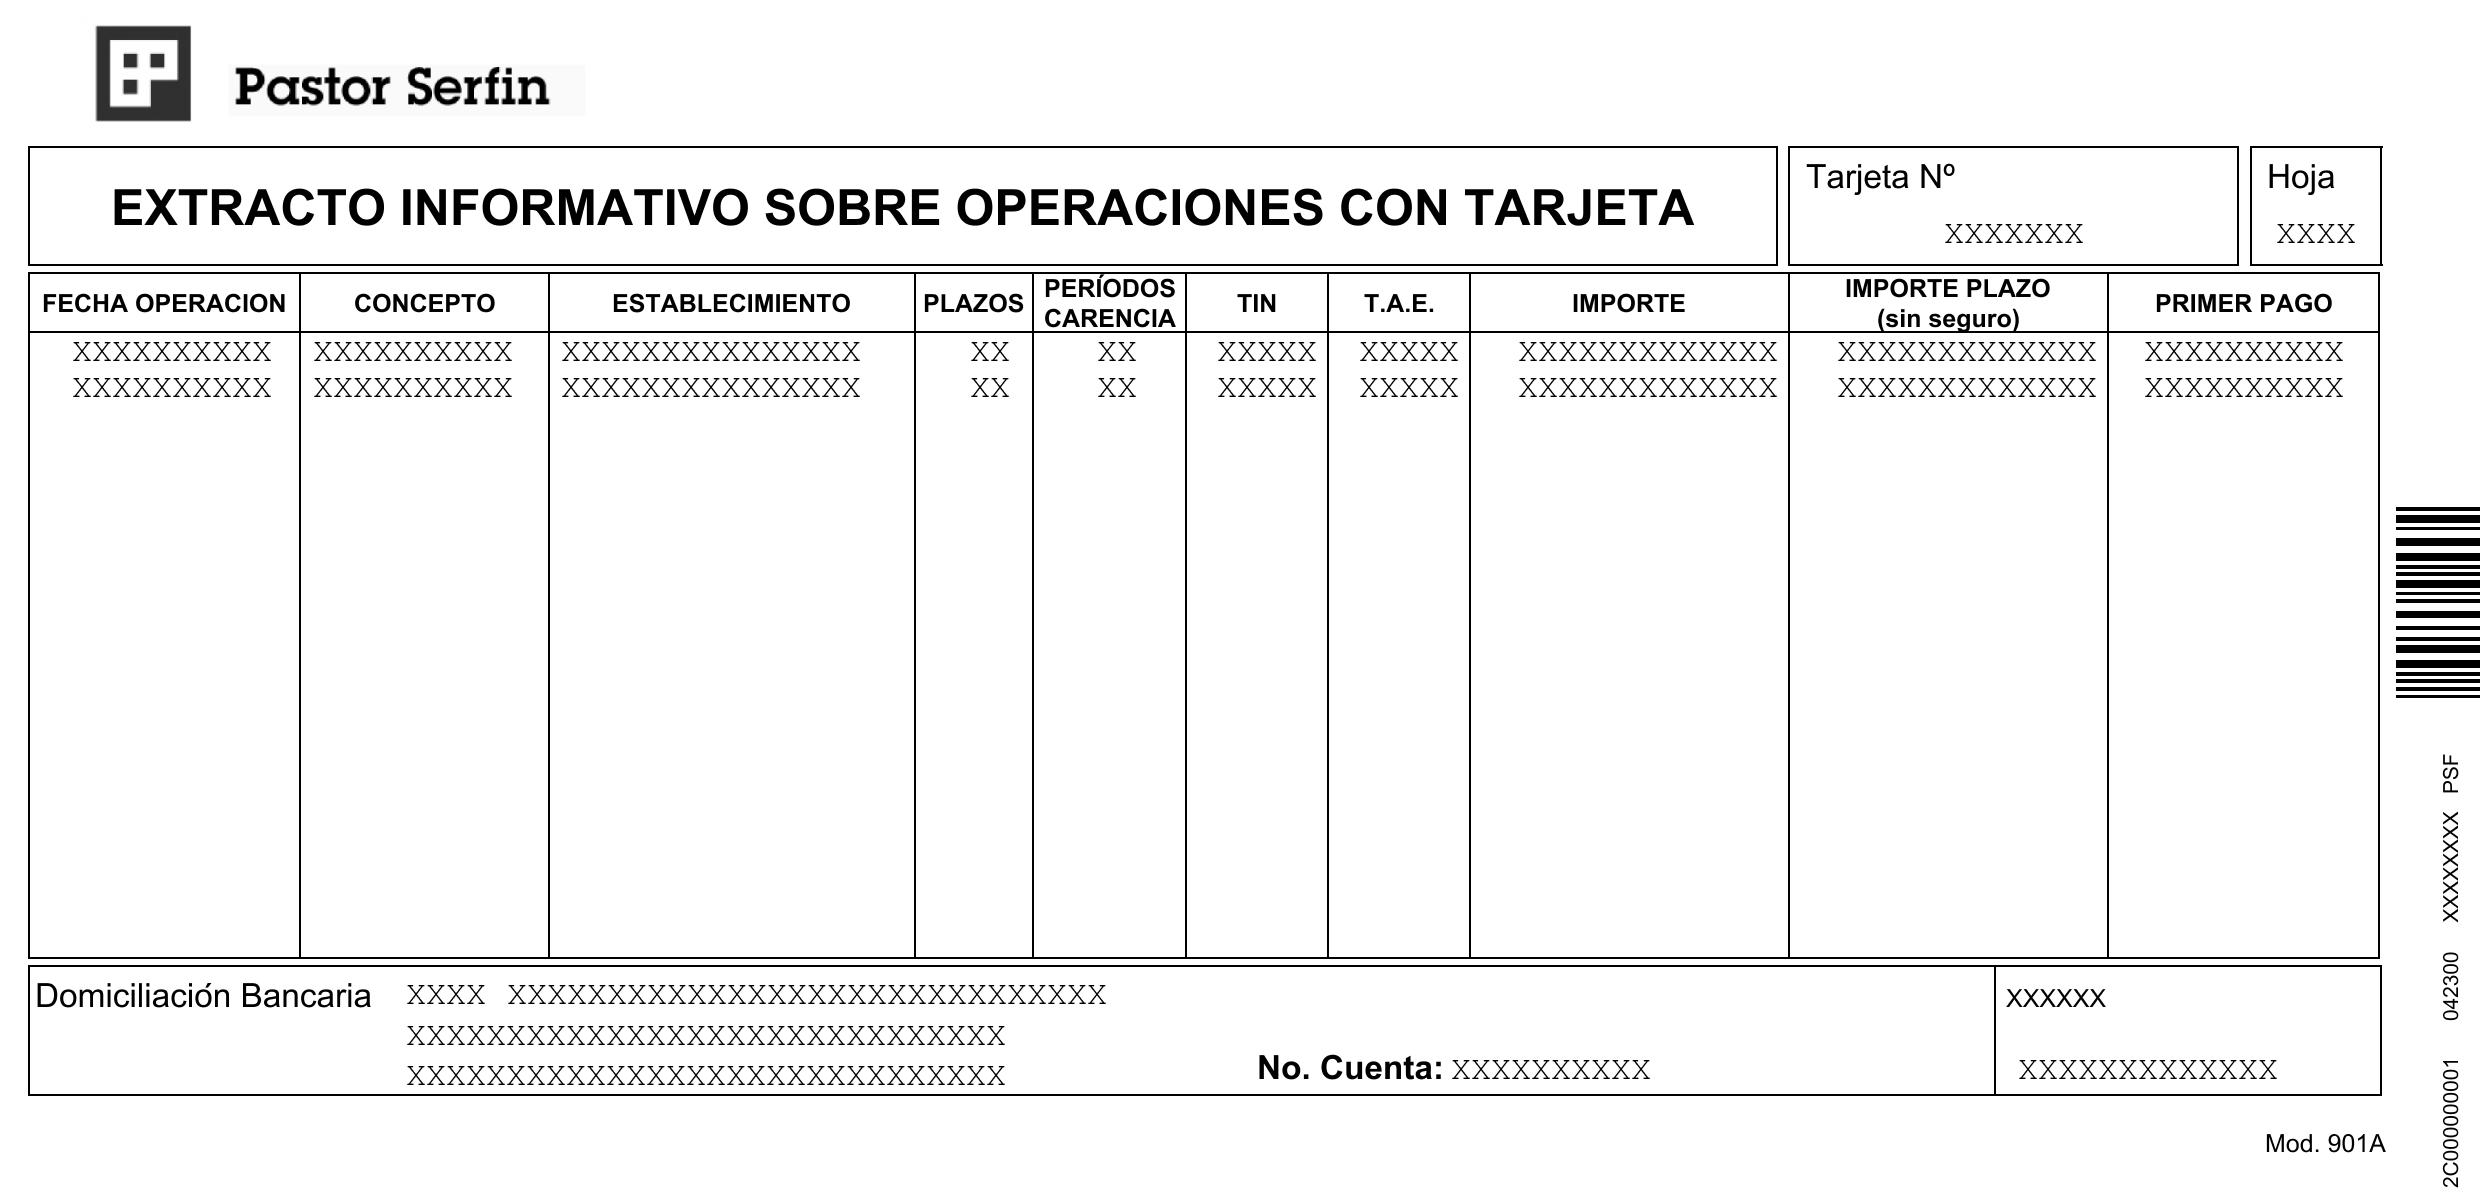 Pastor Serfin
EXTRACTO INFORMATIVO SOBRE OPERACIONES CON TARJETA
Tarjeta Nº
XXXXXXX
Hoja
XXXX
FECHA OPERACION CONCEPTO ESTABLECIMIENTO PLAZOS PERÍODOS CARENCIA TIN T.A.E. IMPORTE IMPORTE PLAZO (sin seguro) PRIMER PAGO
XXXXXXXXXX XXXXXXXXXX XXXXXXXXXXXXXXX XX XX XXXXX XXXXX XXXXXXXXXXXXX XXXXXXXXXXXXX XXXXXXXXXX
XXXXXXXXXX XXXXXXXXXX XXXXXXXXXXXXXXX XX XX XXXXX XXXXX XXXXXXXXXXXXX XXXXXXXXXXXXX XXXXXXXXXX
Domiciliación Bancaria XXXX XXXXXXXXXXXXXXXXXXXXXXXXXXXXXX
XXXXXXXXXXXXXXXXXXXXXXXXXXXXXX
XXXXXXXXXXXXXXXXXXXXXXXXXXXXXX
No. Cuenta: XXXXXXXXXX
XXXXXX
XXXXXXXXXXXXX
Mod. 901A
2C00000001 042300 XXXXXXXX PSF